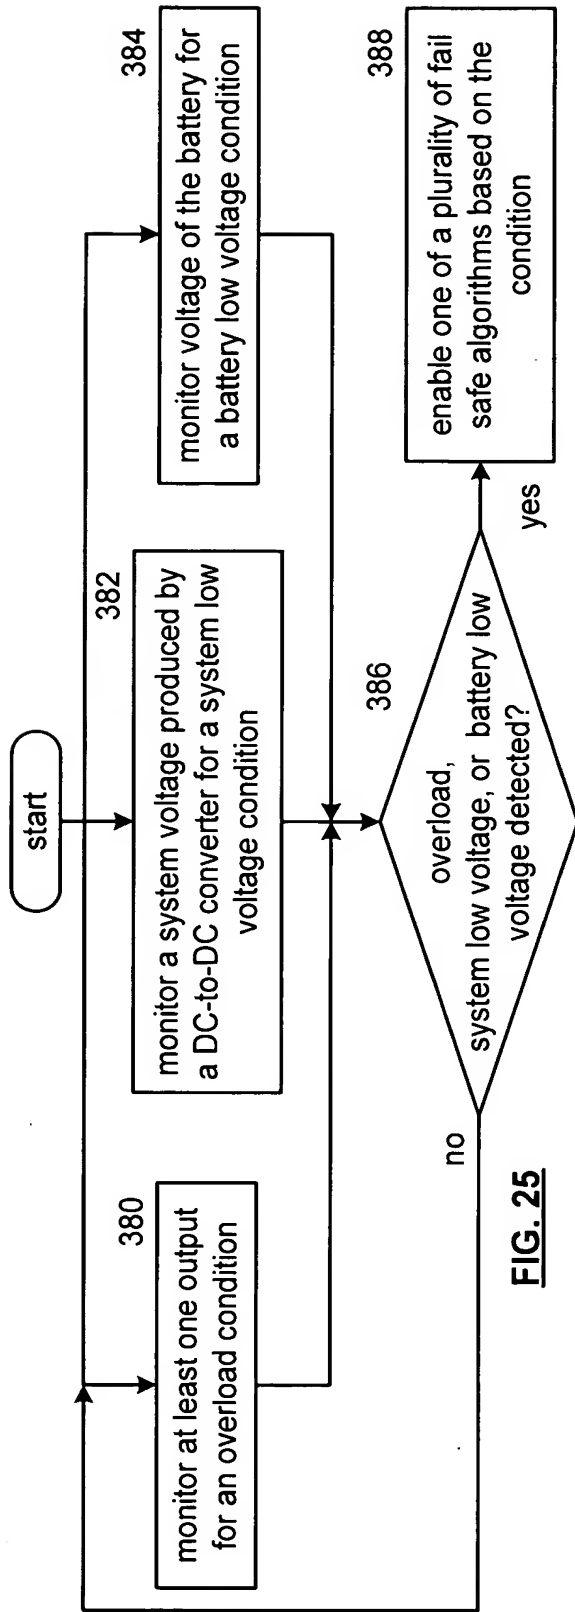 start
380
monitor at least one output
for an overload condition
382
monitor a system voltage produced by
a DC-to-DC converter for a system low
voltage condition
384
monitor voltage of the battery for
a battery low voltage condition
386
overload,
system low voltage, or battery low
voltage detected?
no
yes
388
enable one of a plurality of fail
safe algorithms based on the
condition
FIG. 25